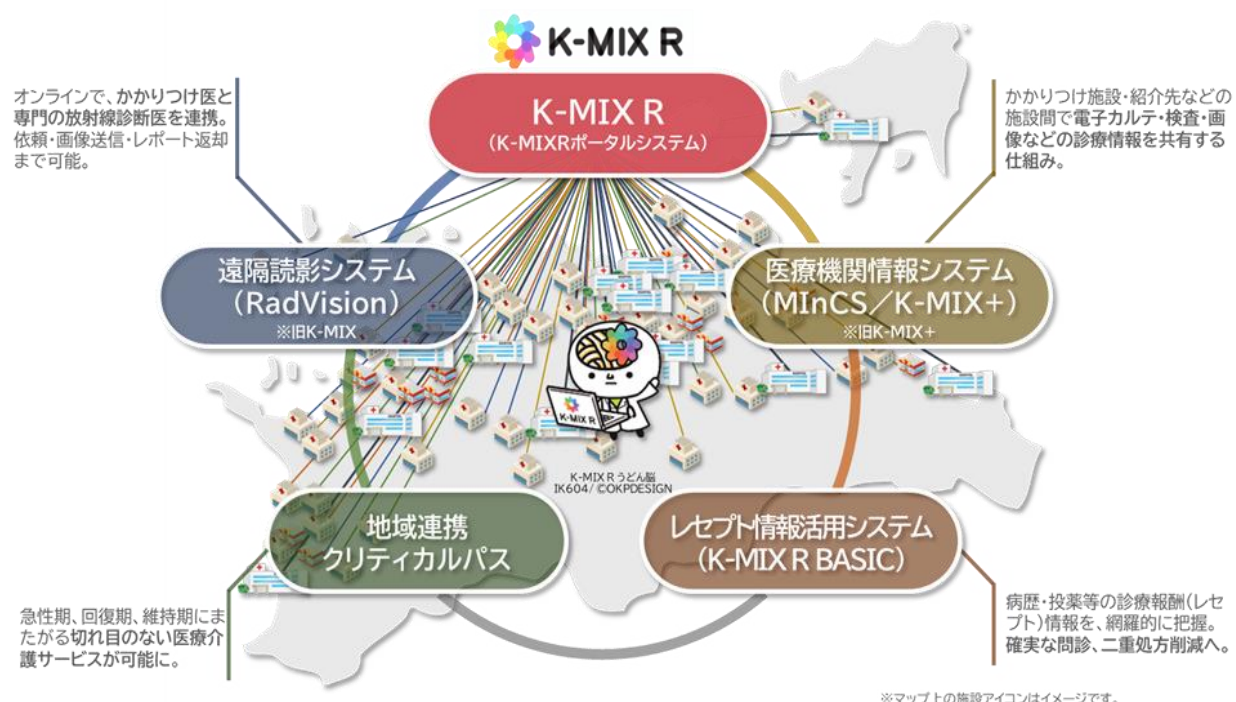 K-MIX R
K-MIX R
(K-MIXRポータルシステム)
オンラインで、かかりつけ医と
専門の放射線診断医を連携。
依頼・画像送信・レポート返却
まで可能。
かかりつけ施設・紹介先などの
施設間で電子カルテ・検査・画
像などの診療情報を共有する
仕組み。
遠隔読影システム
(RadVision)
※旧K-MIX
医療機関情報システム
(MInCS/K-MIX+)
※旧K-MIX+
K-MIX R
K-MIX R うどん脳
IK604/©OKPDESIGN
地域連携
クリティカルパス
レセプト情報活用システム
(K-MIX R BASIC)
急性期、回復期、維持期にま
たがる切れ目のない医療介
護サービスが可能に。
病歴・投薬等の診療報酬(レセ
プト)情報を、網羅的に把握。
確実な問診、二重処方削減へ。
※マップ上の施設アイコンはイメージです。